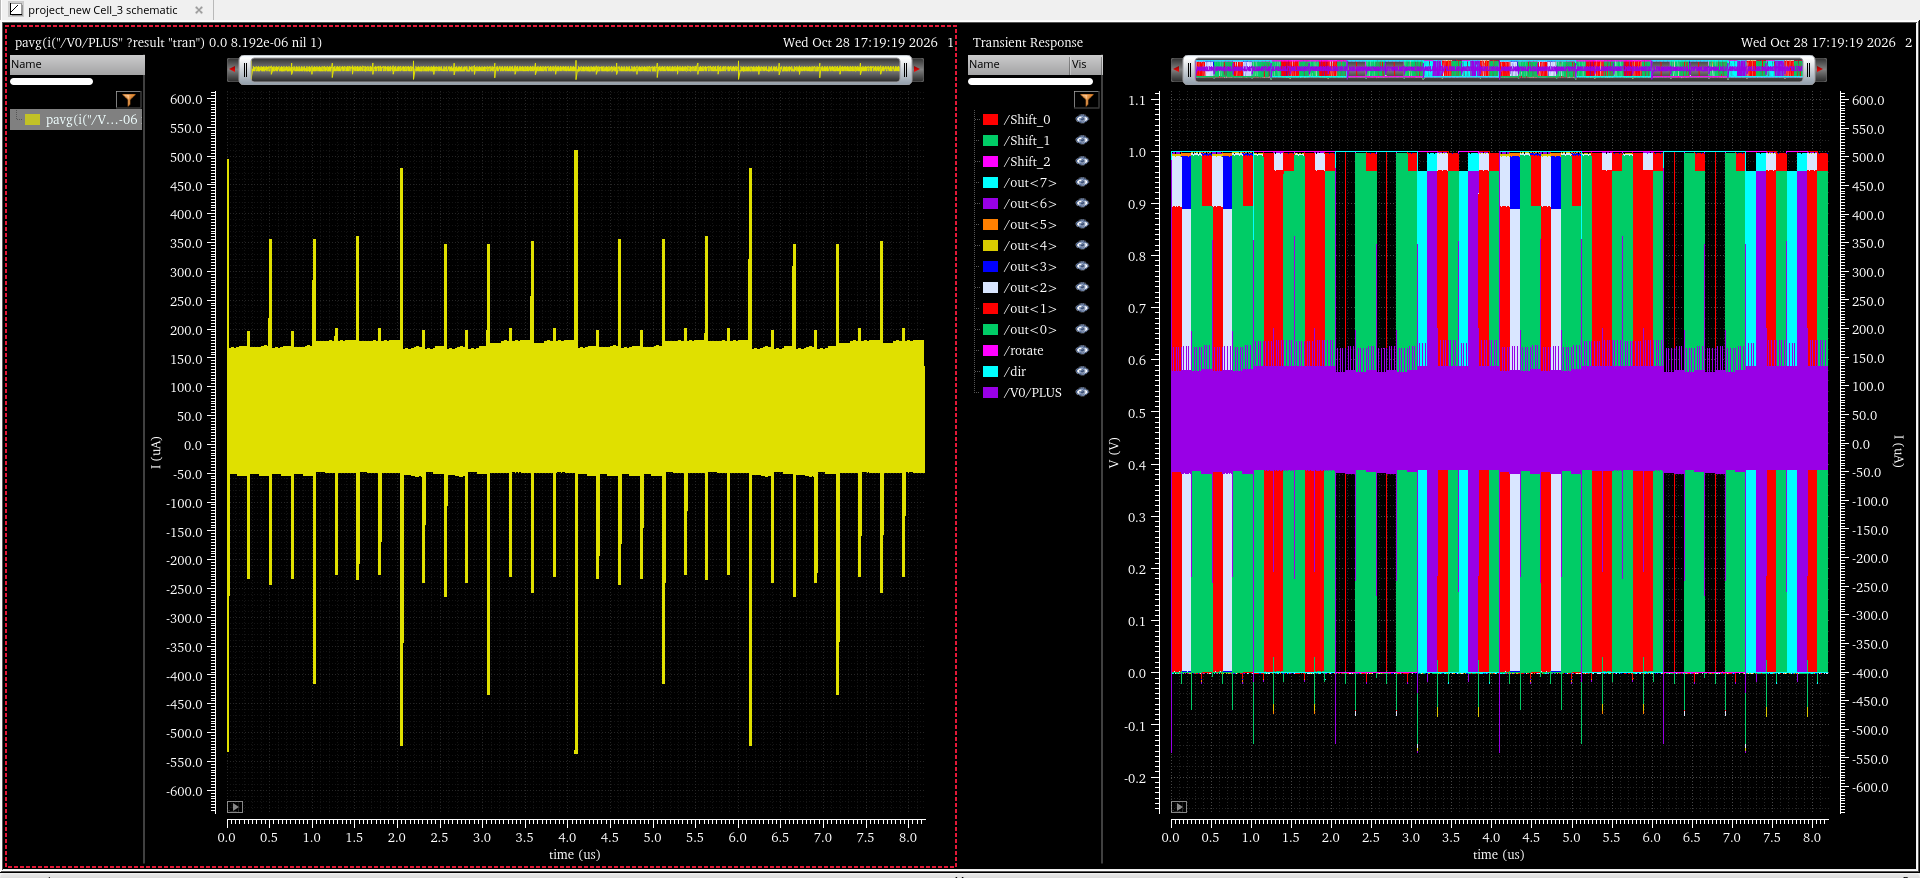 project_new Cell_3 schematic ×
pavg(i("/V0/PLUS" ?result "tran") 0.0 8.192e-06 nil 1)
Wed Oct 28 17:19:19 2026 1
Name
pavg(i("/V...-06
600.0
550.0
500.0
450.0
400.0
350.0
300.0
250.0
200.0
150.0
100.0
50.0
0.0
-50.0
-100.0
-150.0
-200.0
-250.0
-300.0
-350.0
-400.0
-450.0
-500.0
-550.0
-600.0
I (uA)
0.0 0.5 1.0 1.5 2.0 2.5 3.0 3.5 4.0 4.5 5.0 5.5 6.0 6.5 7.0 7.5 8.0
time (us)
Transient Response
Wed Oct 28 17:19:19 2026 2
Name Vis
/Shift_0
/Shift_1
/Shift_2
/out<7>
/out<6>
/out<5>
/out<4>
/out<3>
/out<2>
/out<1>
/out<0>
/rotate
/dir
/V0/PLUS
1.1
1.0
0.9
0.8
0.7
0.6
0.5
0.4
0.3
0.2
0.1
0.0
-0.1
-0.2
V (V)
600.0
550.0
500.0
450.0
400.0
350.0
300.0
250.0
200.0
150.0
100.0
50.0
0.0
-50.0
-100.0
-150.0
-200.0
-250.0
-300.0
-350.0
-400.0
-450.0
-500.0
-550.0
-600.0
I (uA)
0.0 0.5 1.0 1.5 2.0 2.5 3.0 3.5 4.0 4.5 5.0 5.5 6.0 6.5 7.0 7.5 8.0
time (us)